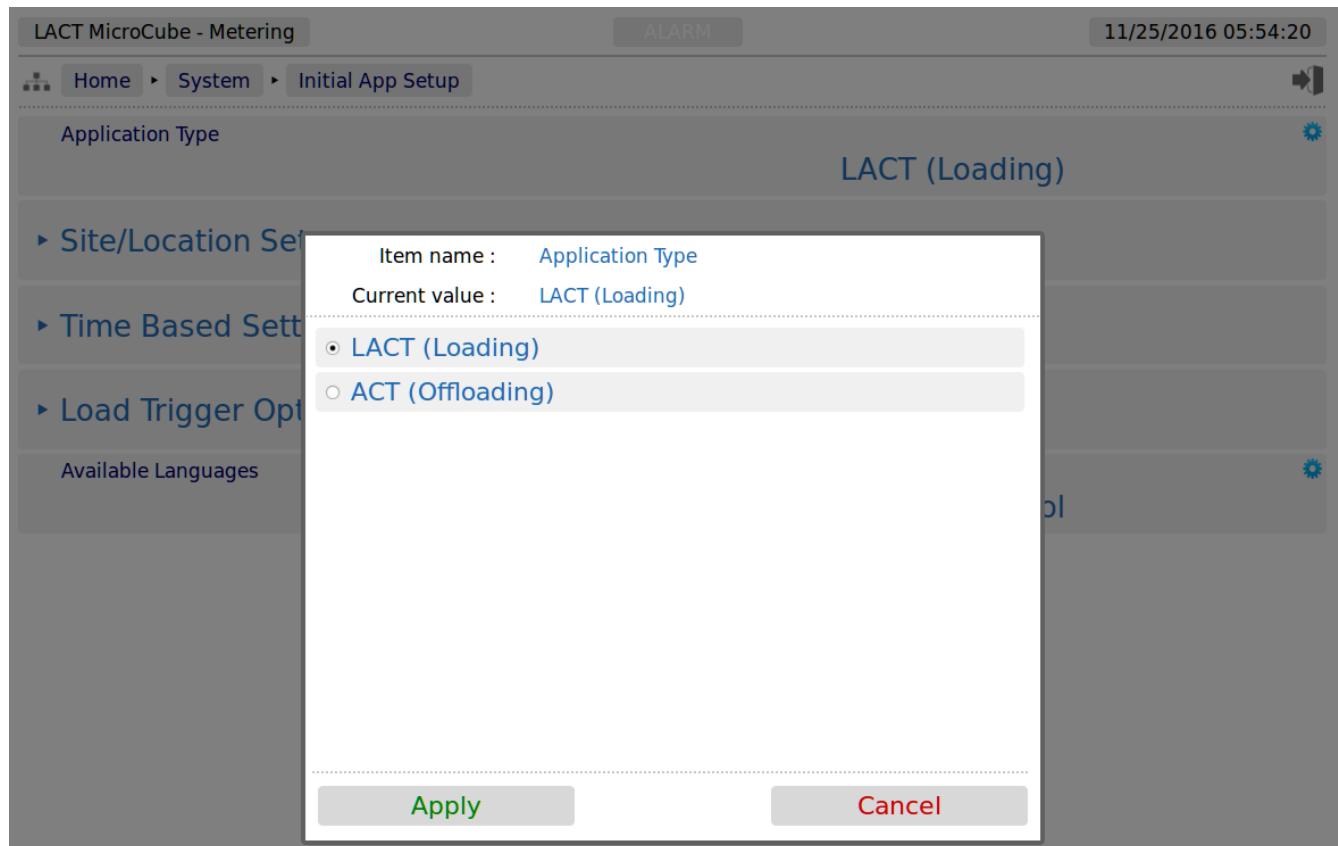 LACT MicroCube - Metering ALARM 11/25/2016 05:54:20
Home System Initial App Setup
Application Type
LACT (Loading)
Site/Location Set
Item name : Application Type
Current value : LACT (Loading)
Time Based Sett
LACT (Loading)
ACT (Offloading)
Load Trigger Opt
Available Languages
ol
Apply Cancel